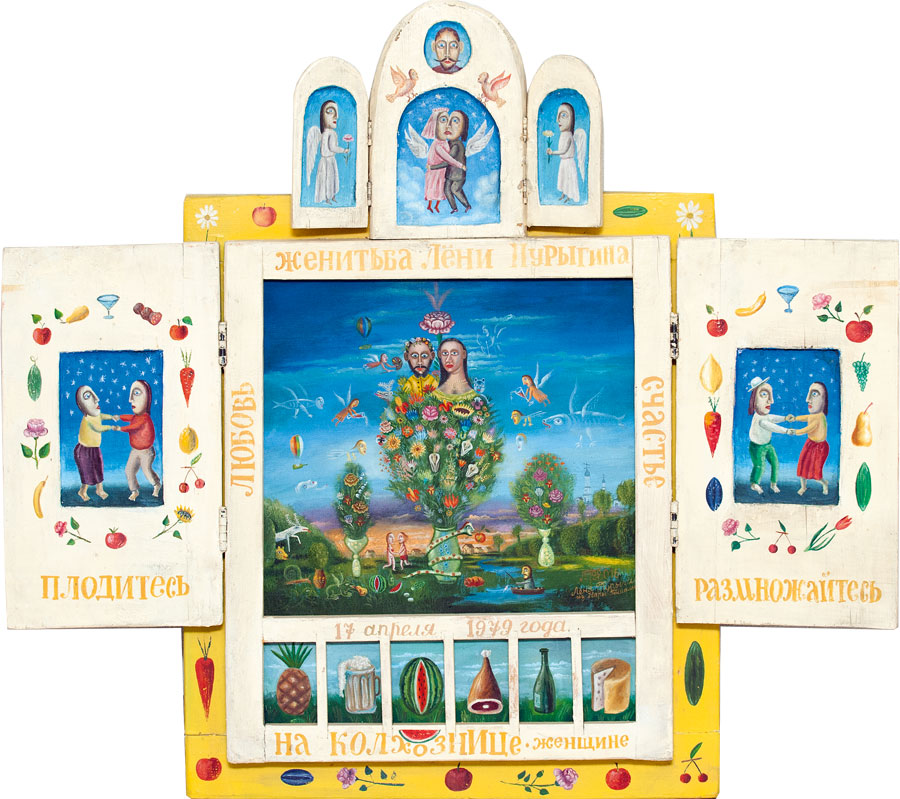 ЖЕНИТЬБА ЛЁНИ ПУРЫГИНА
ЛЮБОВЬ
СЧАСТЬЕ
ПЛОДИТЕСЬ
РАЗМНОЖАЙТЕСЬ
17 апреля 1979 года
НА КОЛХОЗНИЦЕ-ЖЕНЩИНЕ